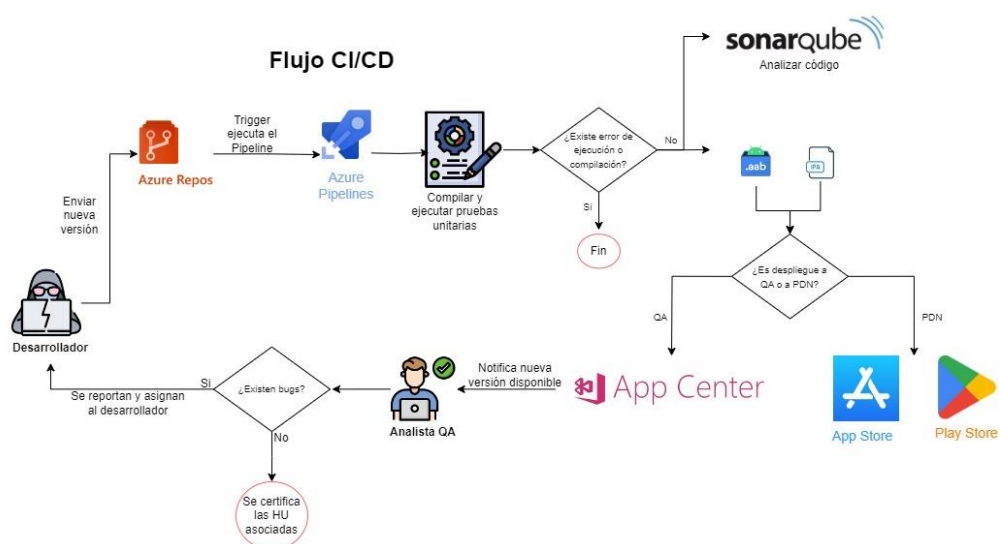 Flujo CI/CD
sonarqube
Analizar código
Trigger
ejecuta el
Pipeline
Azure Repos
Azure
Pipelines
Compilar y
ejecutar pruebas
unitarias
¿Existe error de
ejecución o
compilación?
No
Si
Fin
.aab
IPA
Enviar
nueva
versión
Desarrollador
¿Es despliegue a
QA o a PDN?
QA
PDN
App Center
App Store
Play Store
Notifica nueva
versión disponible
Analista QA
¿Existen bugs?
Si
Se reportan y asignan
al desarrollador
No
Se certifica
las HU
asociadas